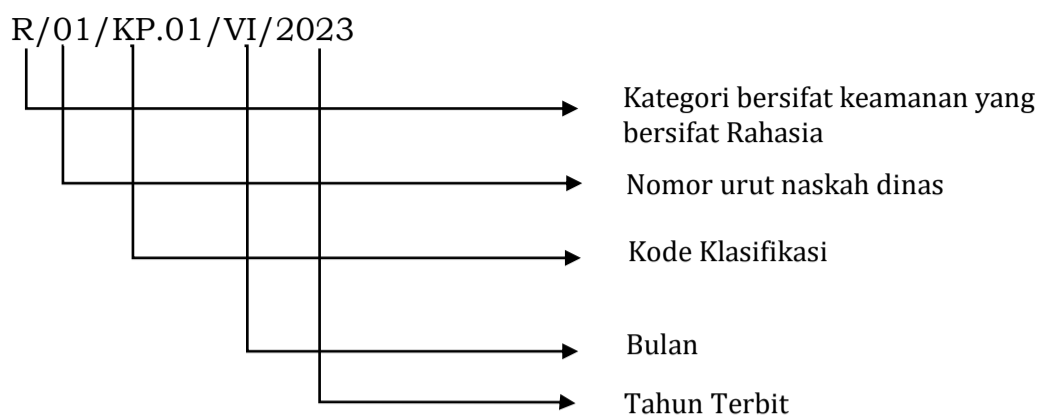 R/01/KP.01/VI/2023
Kategori bersifat keamanan yang
bersifat Rahasia
Nomor urut naskah dinas
Kode Klasifikasi
Bulan
Tahun Terbit